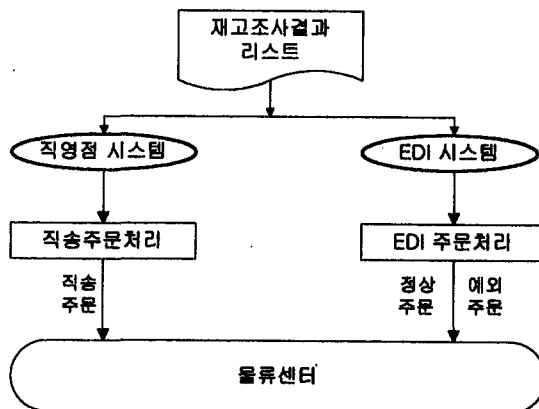 재고조사결과
리스트
직영점 시스템
EDI 시스템
직송주문처리
EDI 주문처리
직송
주문
정상
주문
예외
주문
물류센터